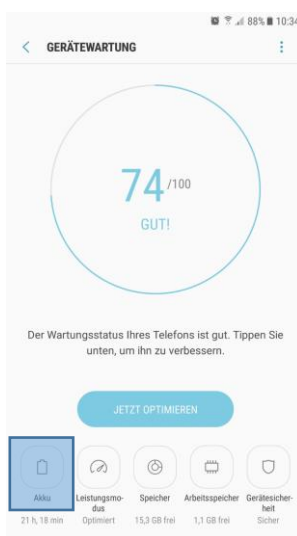 88% 10:34
GERÄTEWARTUNG
74/100
GUT!
Der Wartungsstatus Ihres Telefons ist gut. Tippen Sie
unten, um ihn zu verbessern.
JETZT OPTIMIEREN
Akku
21 h, 18 min
Leistungsmo-
dus
Optimiert
Speicher
15,3 GB frei
Arbeitsspeicher
1,1 GB frei
Gerätesicher-
heit
Sicher